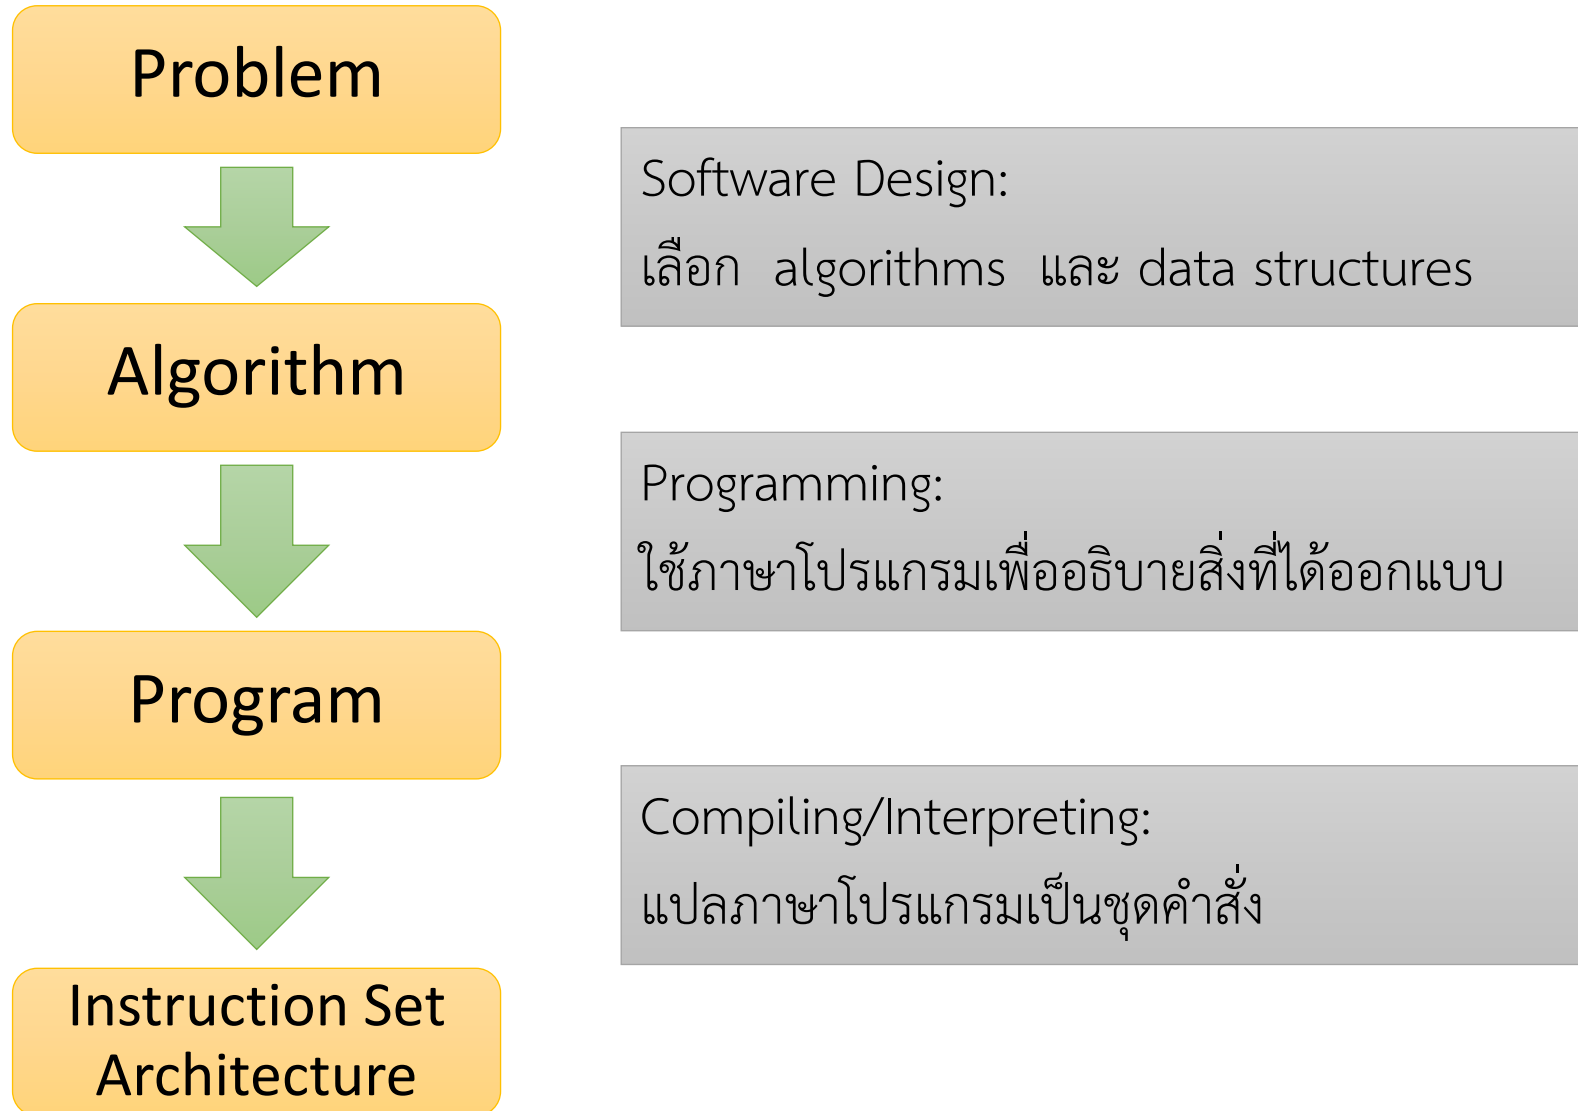 Problem
Software Design:
เลือก algorithms และ data structures
Algorithm
Programming:
ใช้ภาษาโปรแกรมเพื่ออธิบายสิ่งที่ได้ออกแบบ
Program
Compiling/Interpreting:
แปลภาษาโปรแกรมเป็นชุดคำสั่ง
Instruction Set
Architecture